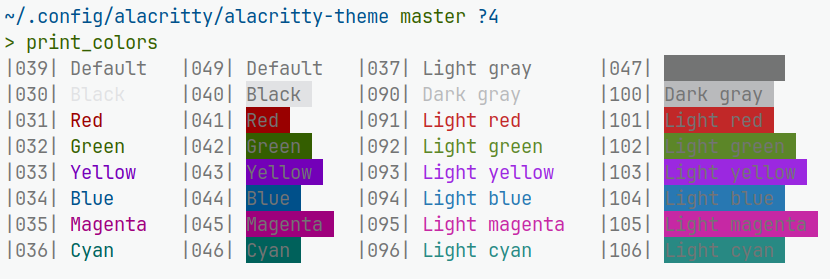 ~/.config/alacritty/alacritty-theme master ?4
> print_colors
|039| Default |049| Default |037| Light gray |047|
|030| Black |040| Black |090| Dark gray |100| Dark gray
|031| Red |041| Red |091| Light red |101| Light red
|032| Green |042| Green |092| Light green |102| Light green
|033| Yellow |043| Yellow |093| Light yellow |103| Light yellow
|034| Blue |044| Blue |094| Light blue |104| Light blue
|035| Magenta |045| Magenta |095| Light magenta |105| Light magenta
|036| Cyan |046| Cyan |096| Light cyan |106| Light cyan